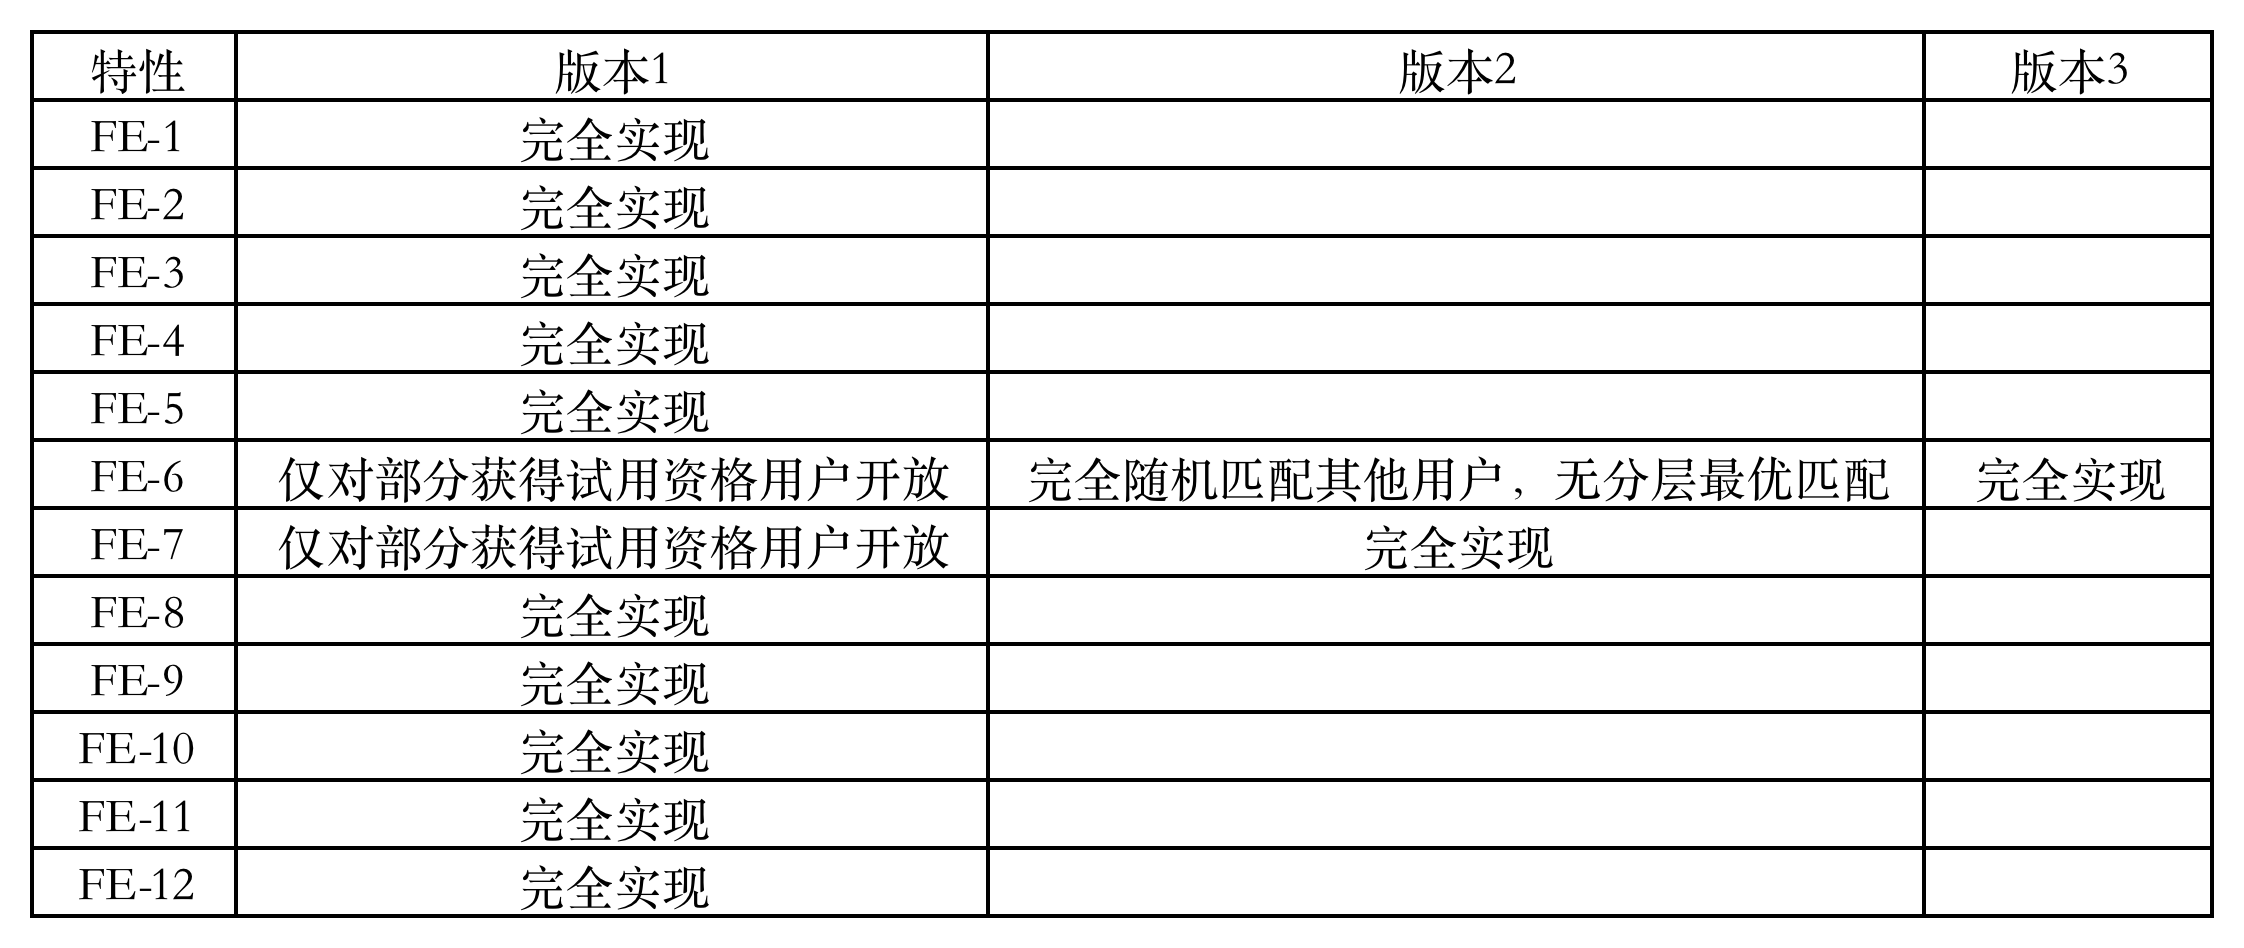 特性 版本1 版本2 版本3
FE-1 完全实现
FE-2 完全实现
FE-3 完全实现
FE-4 完全实现
FE-5 完全实现
FE-6 仅对部分获得试用资格用户开放 完全随机匹配其他用户，无分层最优匹配 完全实现
FE-7 仅对部分获得试用资格用户开放 完全实现
FE-8 完全实现
FE-9 完全实现
FE-10 完全实现
FE-11 完全实现
FE-12 完全实现